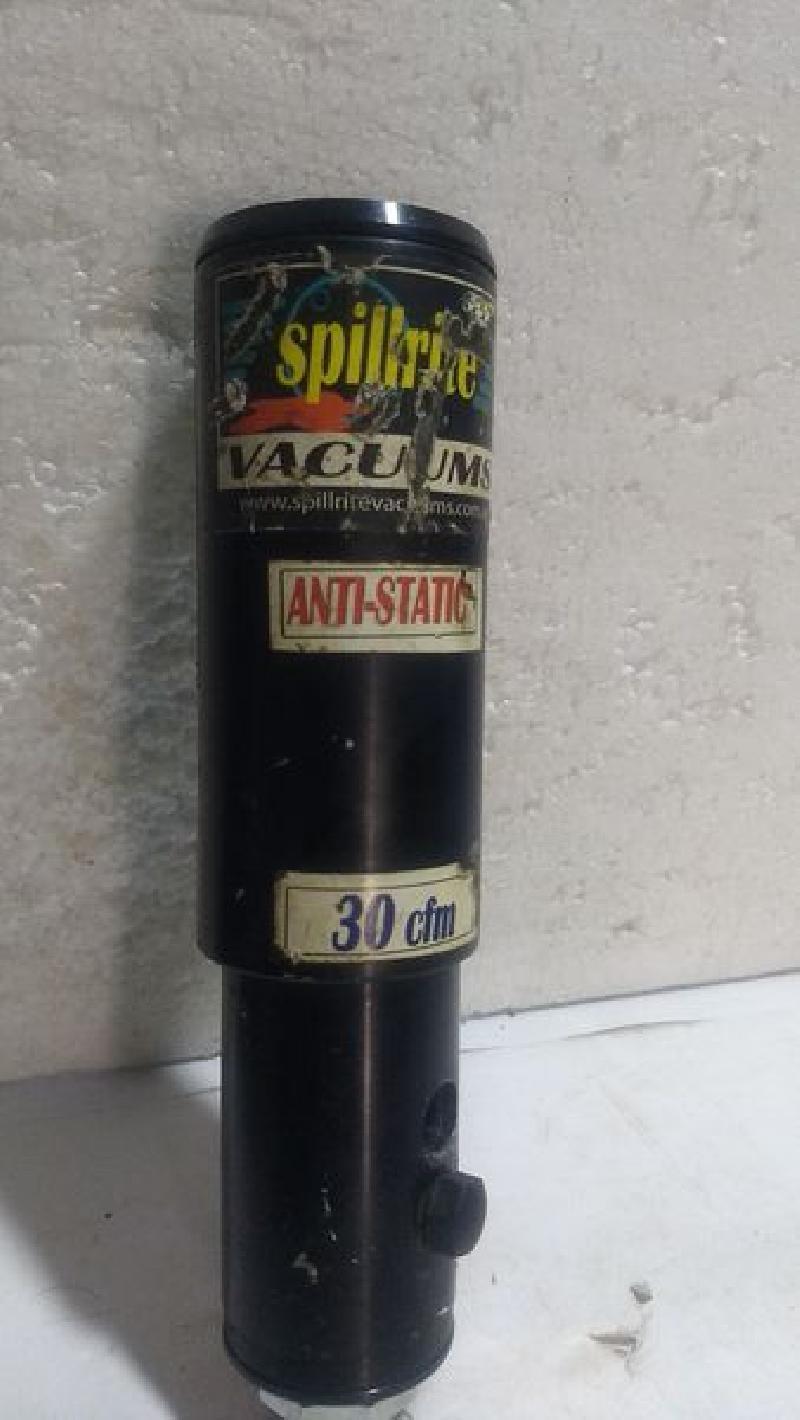 spillrite
VACUUMS
www.spillritevacuums.com
ANTI-STATIC
30 cfm